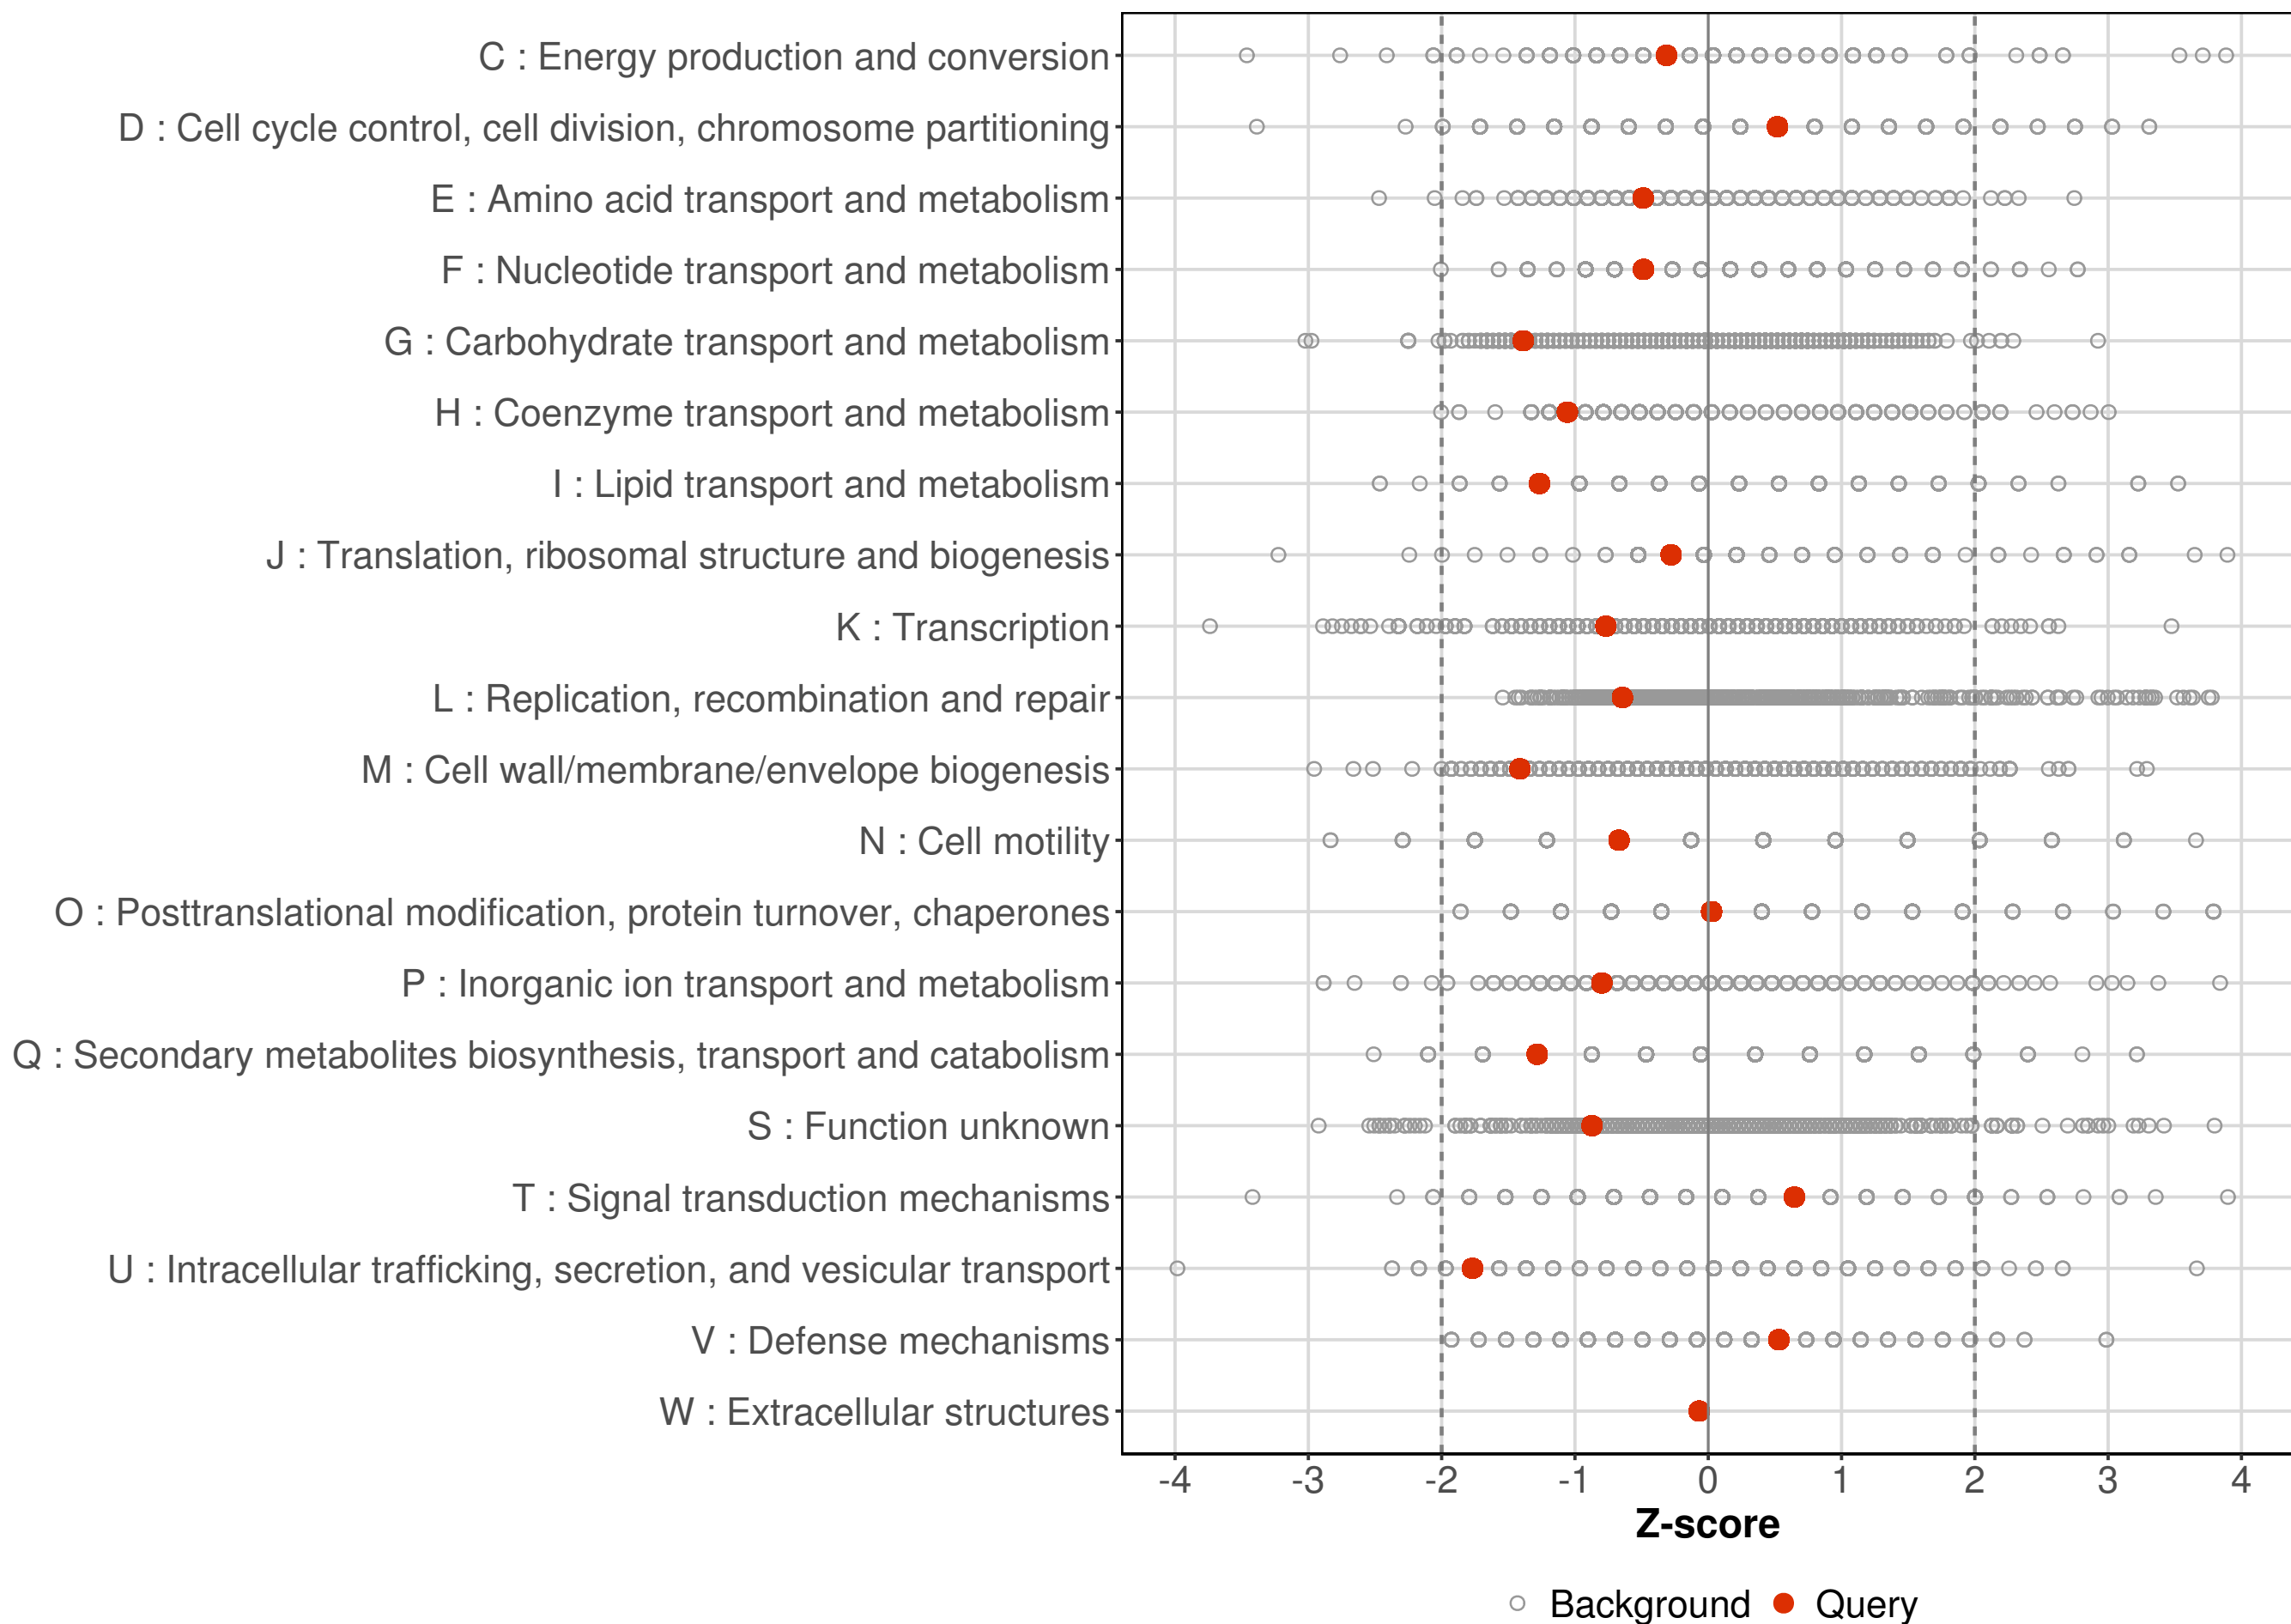 C : Energy production and conversion
D : Cell cycle control, cell division, chromosome partitioning
E : Amino acid transport and metabolism
F : Nucleotide transport and metabolism
G : Carbohydrate transport and metabolism
H : Coenzyme transport and metabolism
I : Lipid transport and metabolism
J : Translation, ribosomal structure and biogenesis
K : Transcription
L : Replication, recombination and repair
M : Cell wall/membrane/envelope biogenesis
N : Cell motility
O : Posttranslational modification, protein turnover, chaperones
P : Inorganic ion transport and metabolism
Q : Secondary metabolites biosynthesis, transport and catabolism
S : Function unknown
T : Signal transduction mechanisms
U : Intracellular trafficking, secretion, and vesicular transport
V : Defense mechanisms
W : Extracellular structures
-4 -3 -2 -1 0 1 2 3 4
Z-score
Background Query